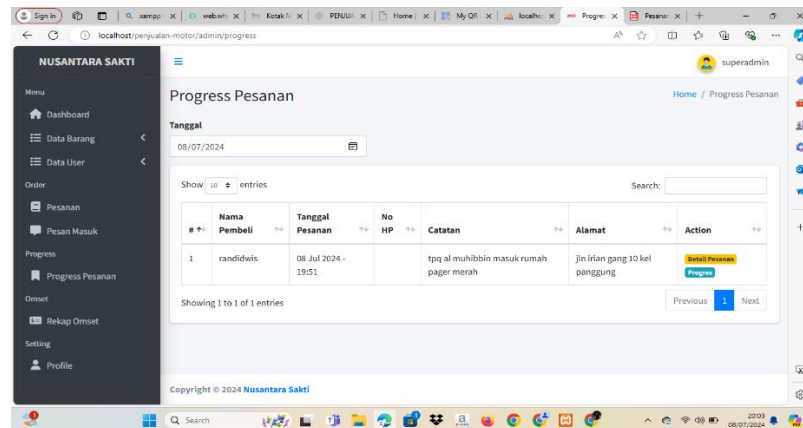 Sign in
xampp
web.wh
Kotak
PENJUA
Home
My QR
localho
Progres
Pesanan
localhost/penjualan-motor/admin/progress
NUSANTARA SAKTI
superadmin
Menu
Dashboard
Data Barang
Data User
Order
Pesanan
Pesan Masuk
Progress
Progress Pesanan
Omset
Rekap Omset
Setting
Profile
Progress Pesanan
Home / Progress Pesanan
Tanggal
08/07/2024
Show 10 entries
Search:
# Nama Pembeli Tanggal Pesanan No HP Catatan Alamat Action
1 randidwis 08 Jul 2024 - 19:51 tpq al muhibbin masuk rumah pager merah jln irian gang 10 kel panggung Detail Pesanan
Progres
Showing 1 to 1 of 1 entries
Previous 1 Next
Copyright © 2024 Nusantara Sakti
Search
20:03
08/07/2024